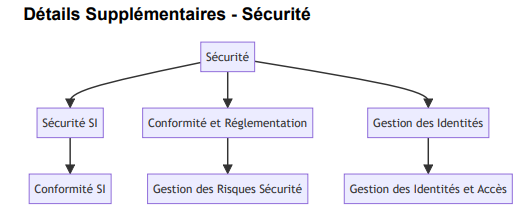 Détails Supplémentaires - Sécurité
Sécurité
Sécurité SI
Conformité et Réglementation
Gestion des Identités
Conformité SI
Gestion des Risques Sécurité
Gestion des Identités et Accès